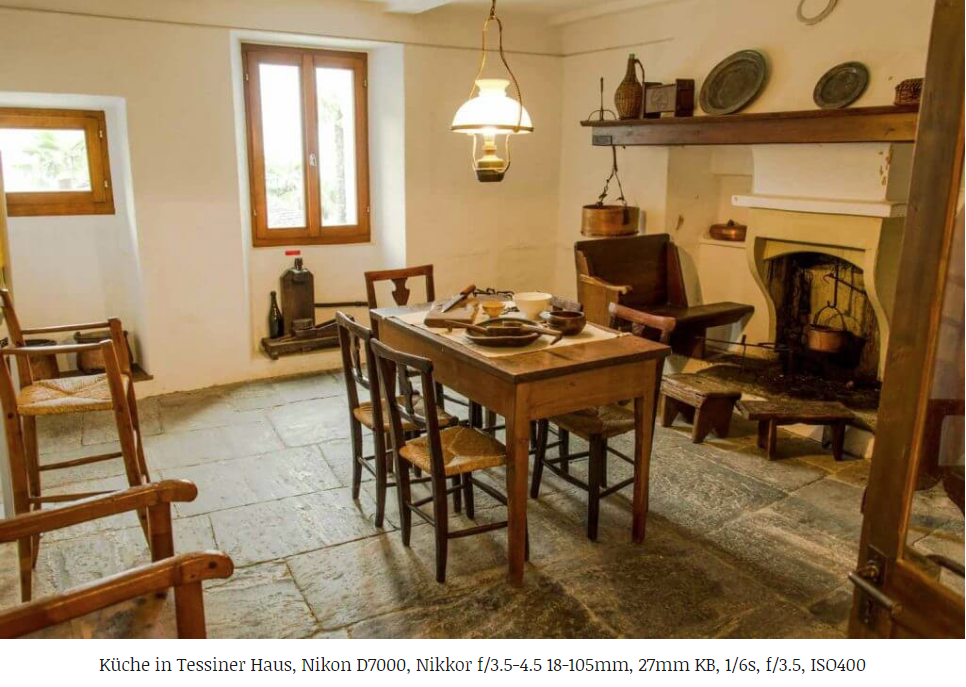 Küche in Tessiner Haus, Nikon D7000, Nikkor f/3.5-4.5 18-105mm, 27mm KB, 1/6s, f/3.5, ISO400